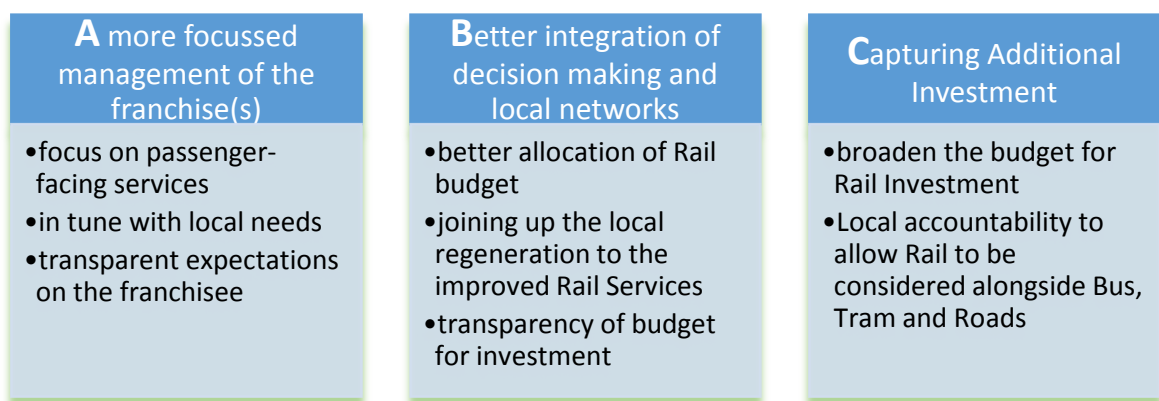 A more focussed
management of the
franchise(s)
•focus on passenger-
facing services
•in tune with local needs
•transparent expectations
on the franchisee
Better integration of
decision making and
local networks
•better allocation of Rail
budget
•joining up the local
regeneration to the
improved Rail Services
•transparency of budget
for investment
Capturing Additional
Investment
•broaden the budget for
Rail Investment
•Local accountability to
allow Rail to be
considered alongside Bus,
Tram and Roads